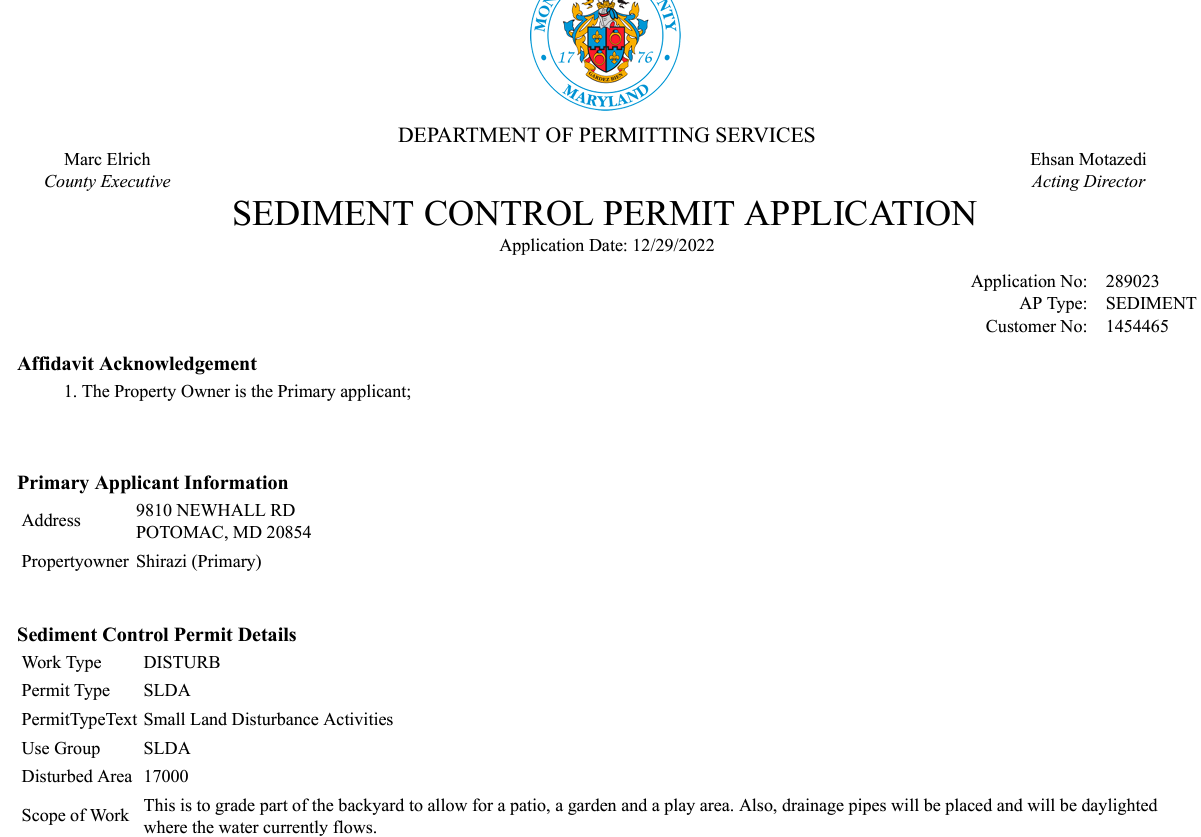 17 76
GARDEZ BIEN
MARYLAND
DEPARTMENT OF PERMITTING SERVICES
Marc Elrich
County Executive
Ehsan Motazedi
Acting Director
SEDIMENT CONTROL PERMIT APPLICATION
Application Date: 12/29/2022
Application No: 289023
AP Type: SEDIMENT
Customer No: 1454465
Affidavit Acknowledgement
1. The Property Owner is the Primary applicant;
Primary Applicant Information
Address 9810 NEWHALL RD
POTOMAC, MD 20854
Propertyowner Shirazi (Primary)
Sediment Control Permit Details
Work Type DISTURB
Permit Type SLDA
PermitTypeText Small Land Disturbance Activities
Use Group SLDA
Disturbed Area 17000
Scope of Work This is to grade part of the backyard to allow for a patio, a garden and a play area. Also, drainage pipes will be placed and will be daylighted
where the water currently flows.